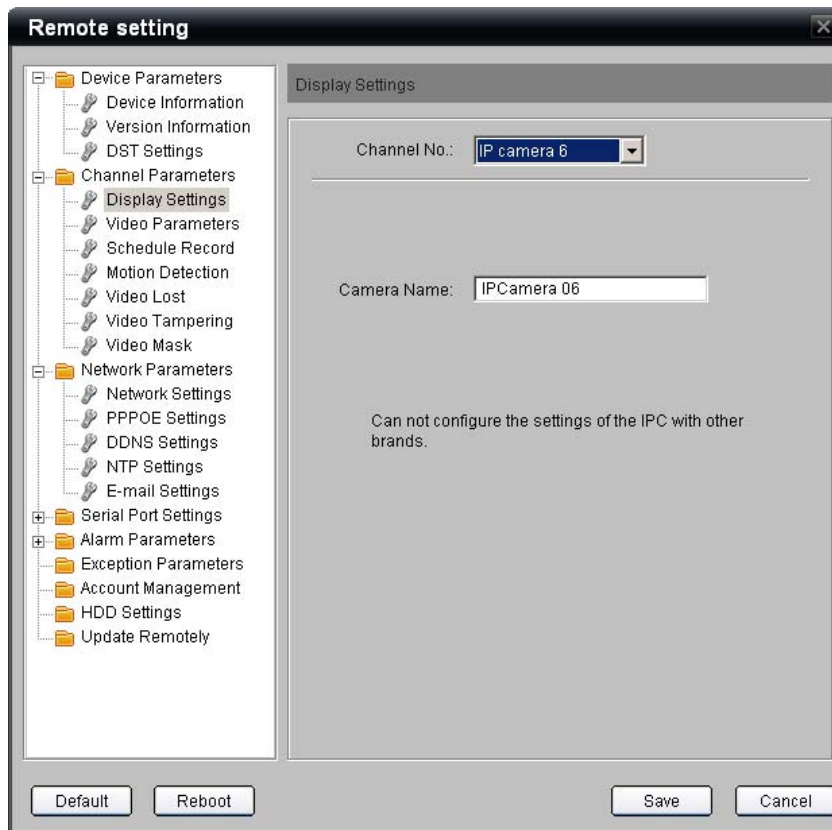 Remote setting
Device Parameters
Device Information
Version Information
DST Settings
Channel Parameters
Display Settings
Video Parameters
Schedule Record
Motion Detection
Video Lost
Video Tampering
Video Mask
Network Parameters
Network Settings
PPPOE Settings
DDNS Settings
NTP Settings
E-mail Settings
Serial Port Settings
Alarm Parameters
Exception Parameters
Account Management
HDD Settings
Update Remotely
Display Settings
Channel No.: IP camera 6
Camera Name: IPCamera 06
Can not configure the settings of the IPC with other
brands.
Default Reboot Save Cancel